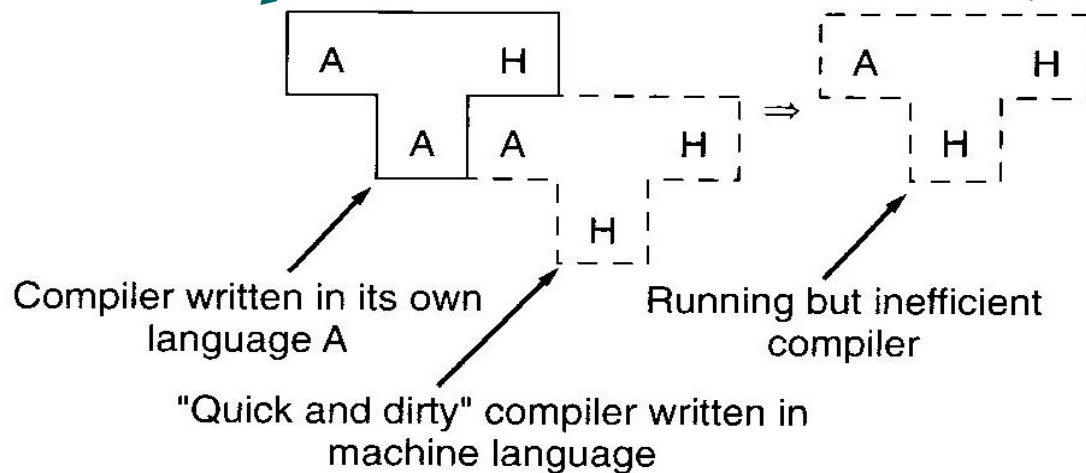 A H A H
A A H H
H
Compiler written in its own
language A
Running but inefficient
compiler
"Quick and dirty" compiler written in
machine language